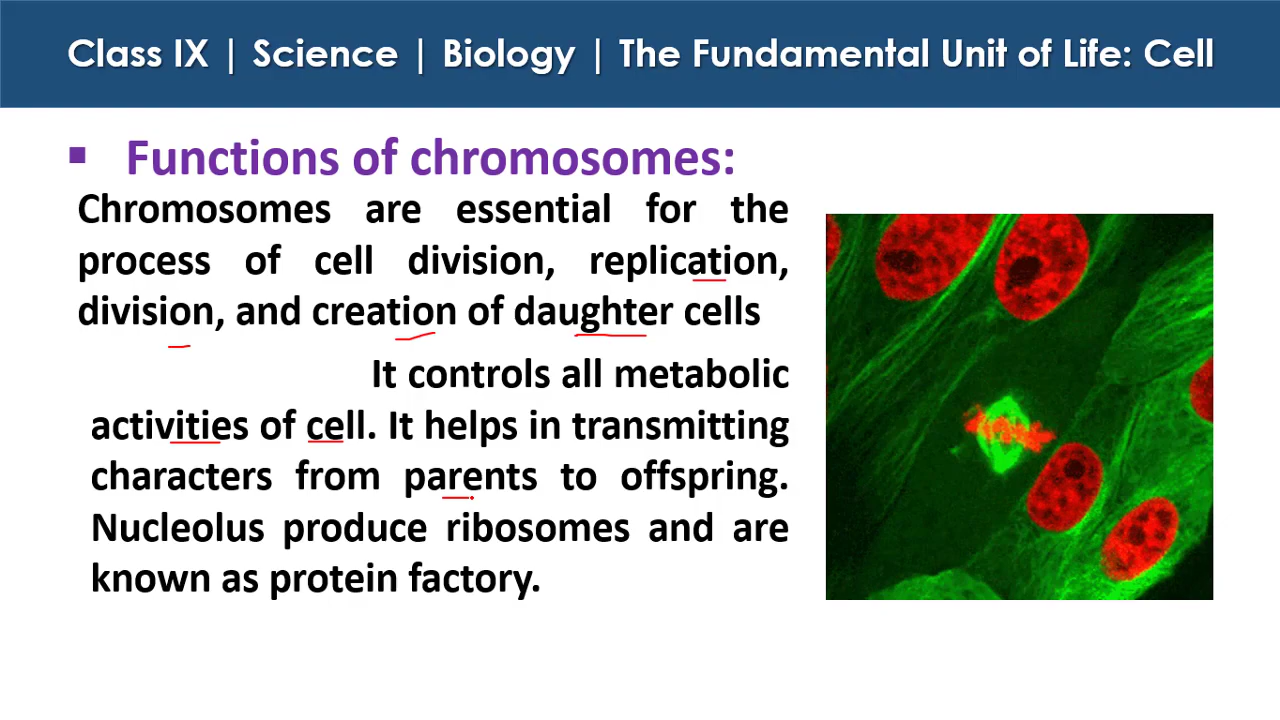 Class IX | Science | Biology | The Fundamental Unit of Life: Cell
▪ Functions of chromosomes:
Chromosomes are essential for the
process of cell division, replication,
division, and creation of daughter cells
It controls all metabolic
activities of cell. It helps in transmitting
characters from parents to offspring.
Nucleolus produce ribosomes and are
known as protein factory.